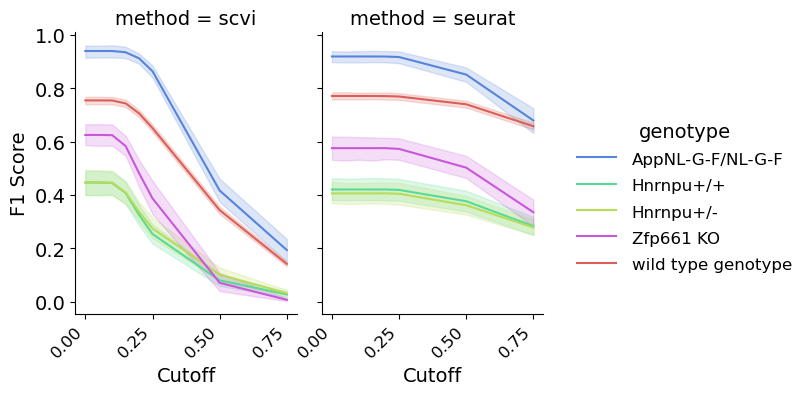 method = scvi
method = seurat
F1 Score
1.0
0.8
0.6
0.4
0.2
0.0
0.00
0.25
0.50
0.75
0.00
0.25
0.50
0.75
Cutoff
Cutoff
genotype
AppNL-G-F/NL-G-F
Hnrnpu+/+
Hnrnpu+/-
Zfp661 KO
wild type genotype